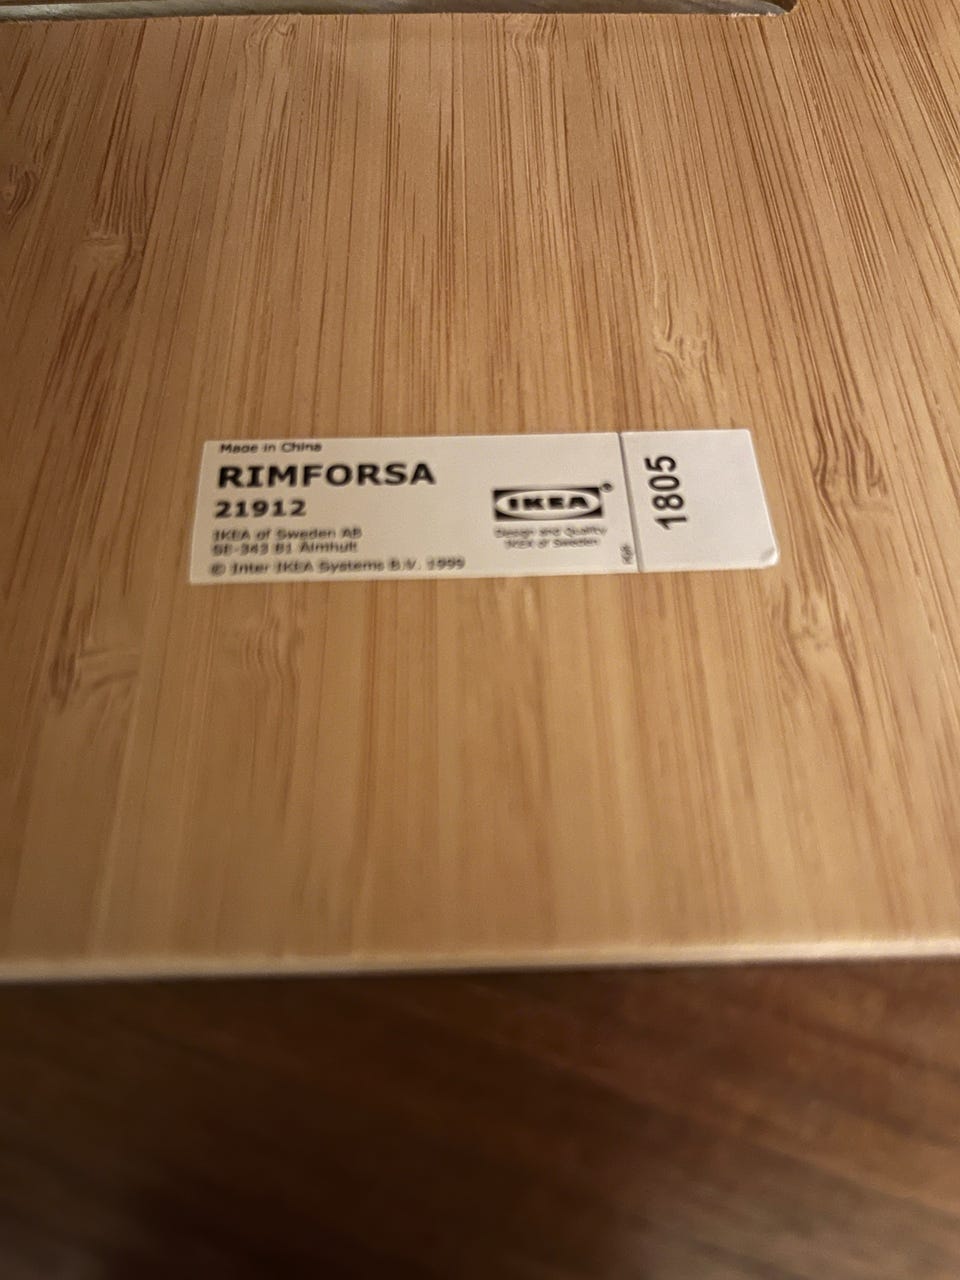 Made in China
RIMFORSA
21912
IKEA of Sweden AB
SE-343 81 Älmhult
© Inter IKEA Systems B.V. 1999
IKEA®
Design and Quality
IKEA of Sweden
1805